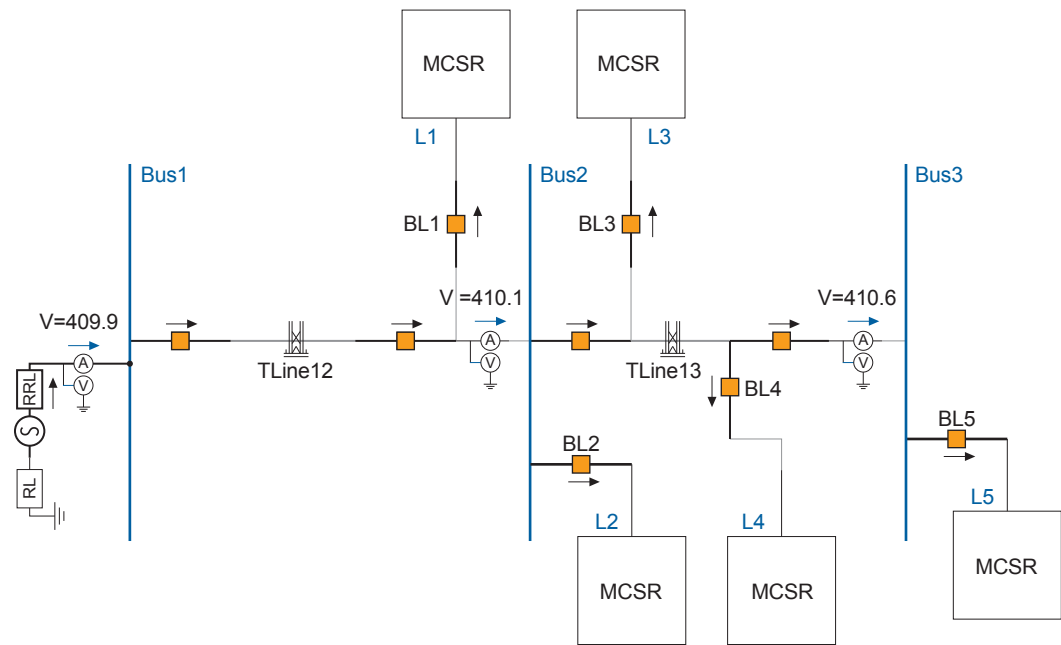 MCSR
MCSR
L1
L3
Bus1
Bus2
Bus3
BL1
BL3
V=409.9
V =410.1
V=410.6
A
A
A
V
V
V
TLine12
TLine13
RRL
BL4
S
BL2
BL5
RL
L2
L4
L5
MCSR
MCSR
MCSR